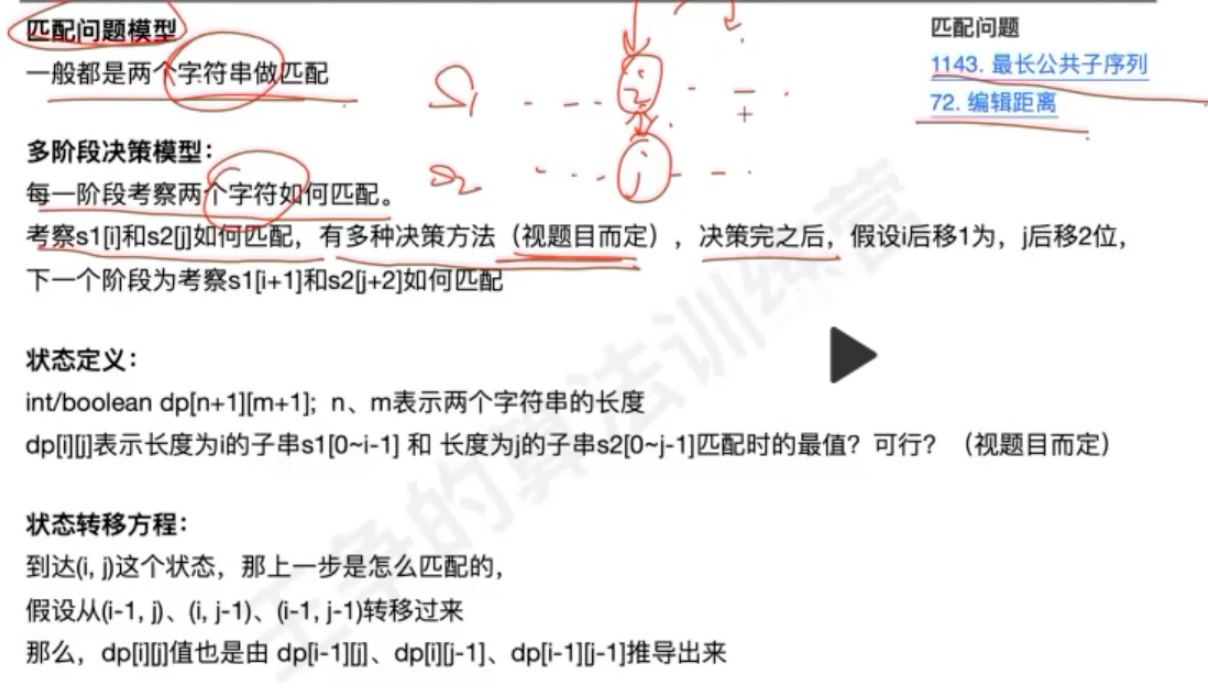 匹配问题模型
一般都是两个字符串做匹配
S1
i
s2
j
匹配问题
1143. 最长公共子序列
72. 编辑距离
多阶段决策模型：
每一阶段考察两个字符如何匹配。
考察s1[i]和s2[j]如何匹配，有多种决策方法（视题目而定），决策完之后，假设i后移1为，j后移2位，
下一个阶段为考察s1[i+1]和s2[j+2]如何匹配
状态定义：
int/boolean dp[n+1][m+1]; n、m表示两个字符串的长度
dp[i][j]表示长度为i的子串s1[0~i-1] 和 长度为j的子串s2[0~j-1]匹配时的最值？可行？（视题目而定）
状态转移方程：
到达(i, j)这个状态，那上一步是怎么匹配的，
假设从(i-1, j)、(i, j-1)、(i-1, j-1)转移过来
那么，dp[i][j]值也是由 dp[i-1][j]、dp[i][j-1]、dp[i-1][j-1]推导出来
王争的算法训练营